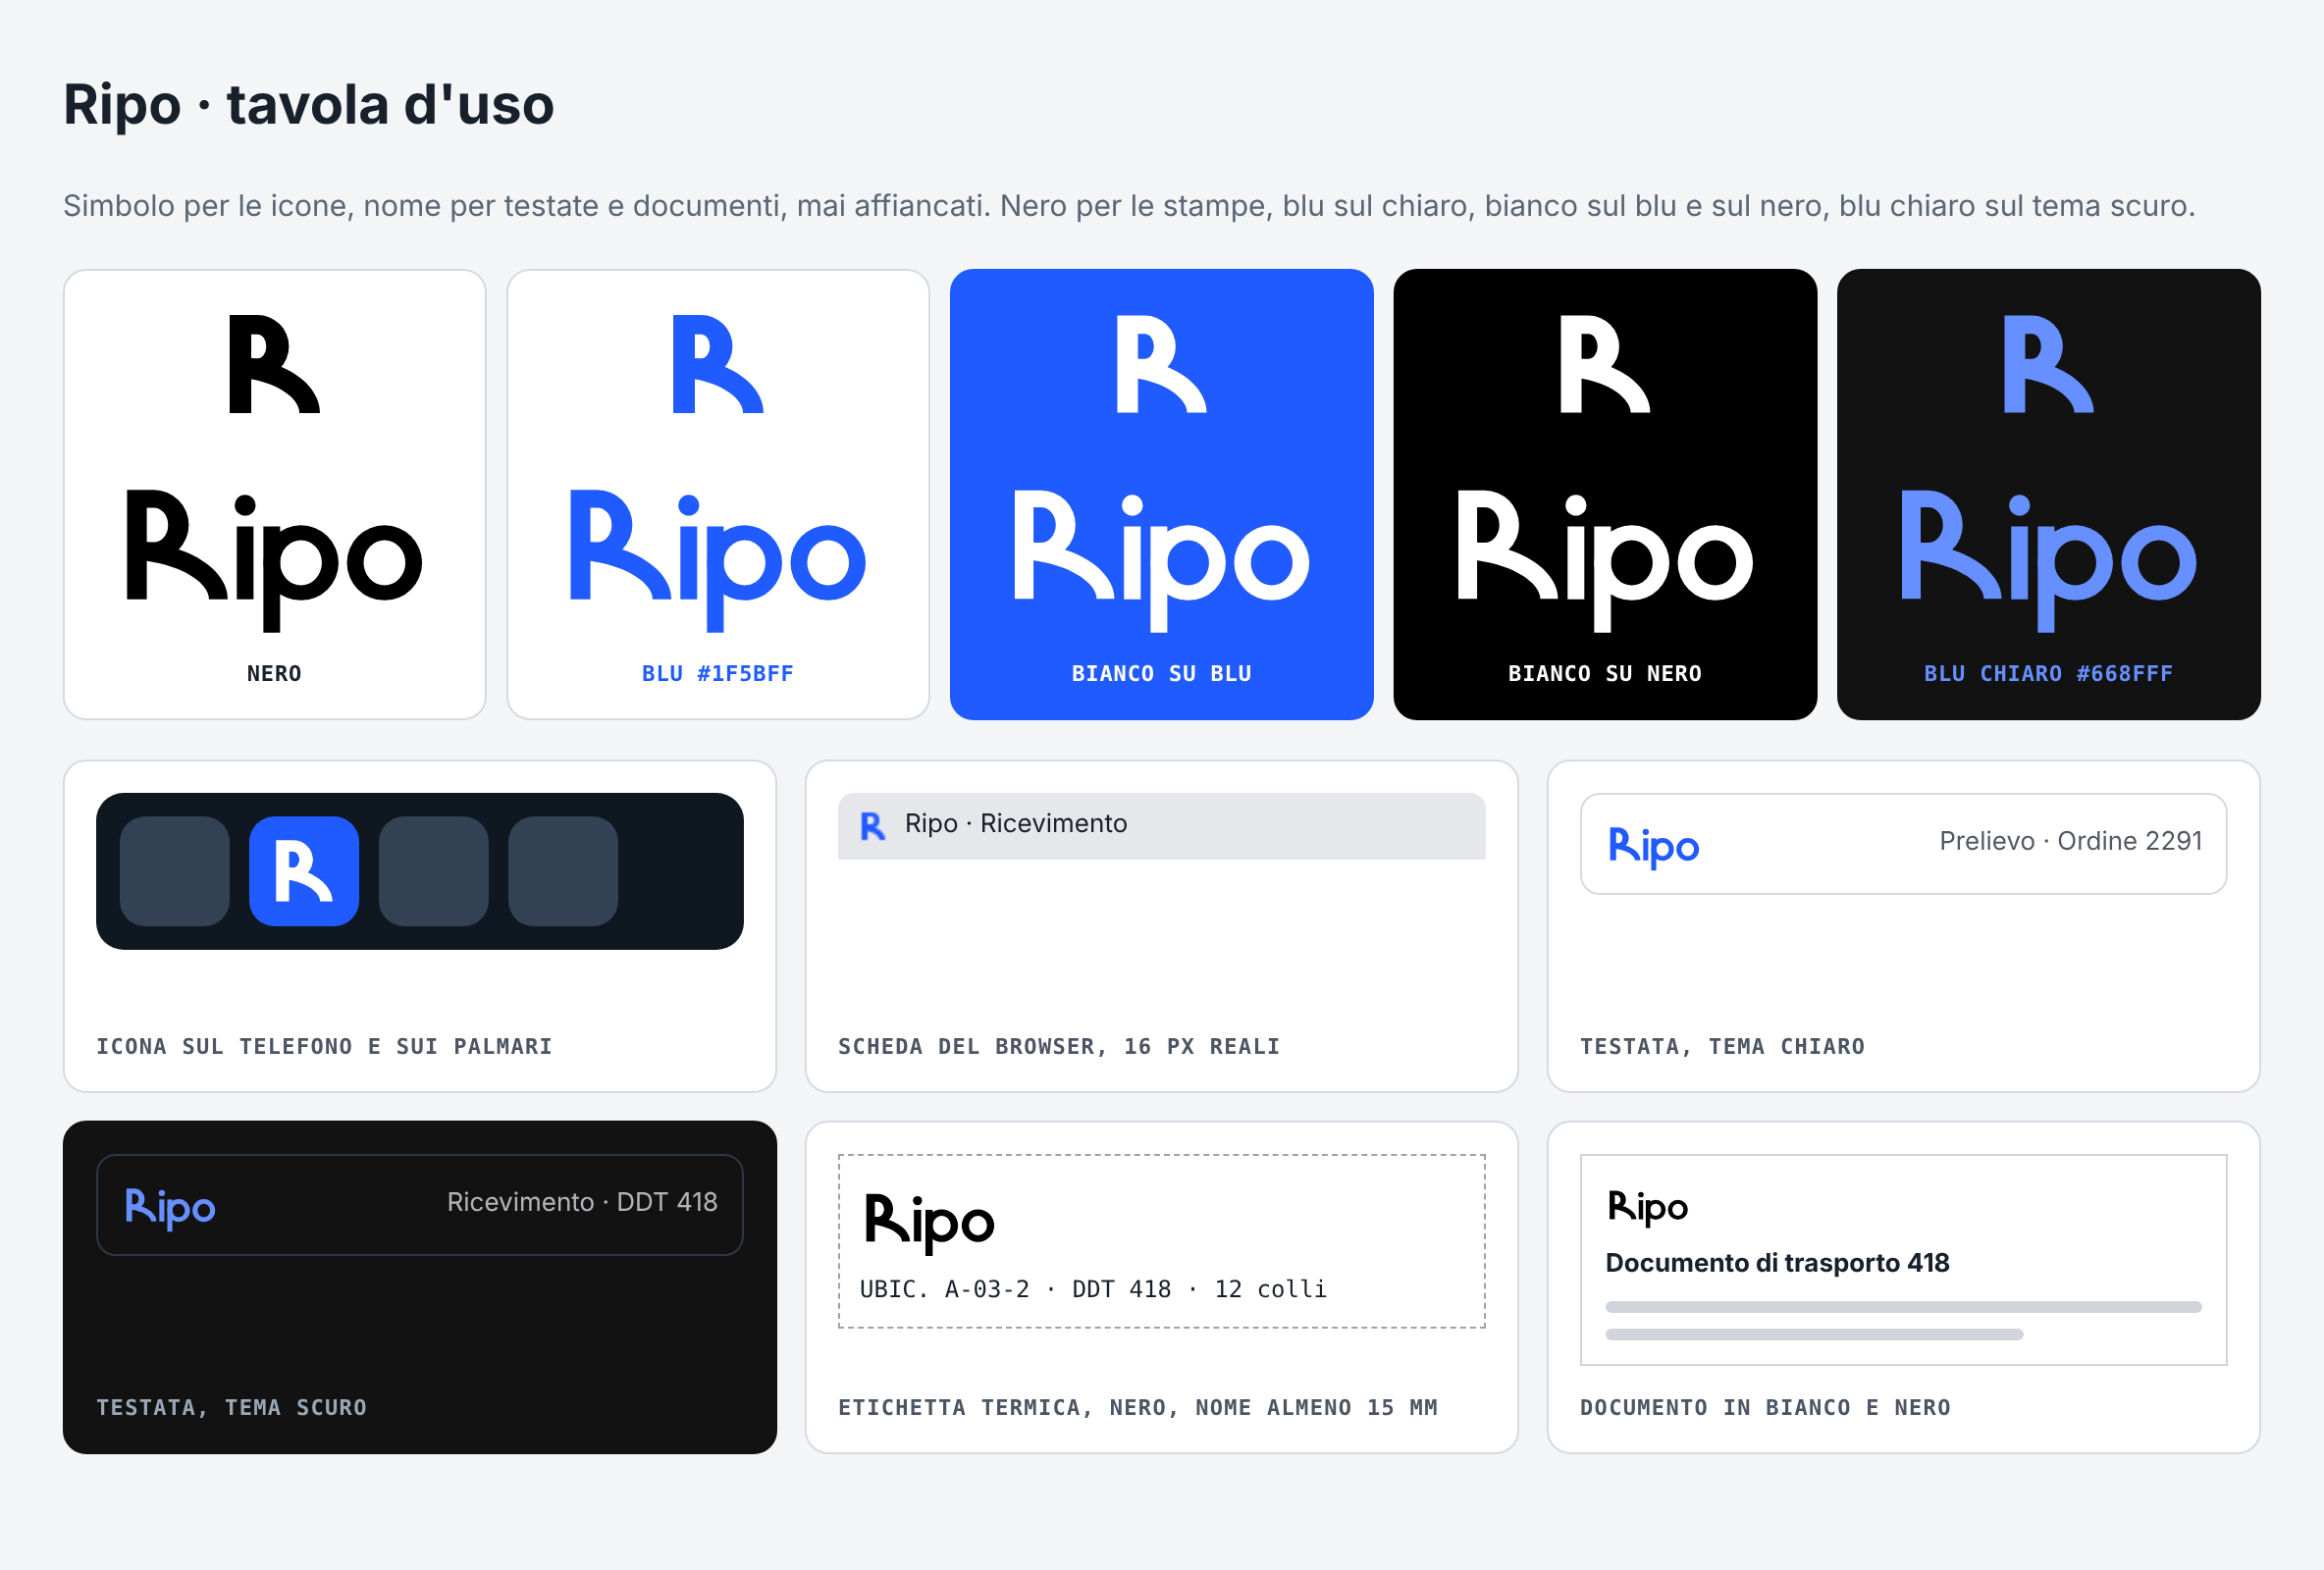 Ripo · tavola d'uso
Simbolo per le icone, nome per testate e documenti, mai affiancati. Nero per le stampe, blu sul chiaro, bianco sul blu e sul nero, blu chiaro sul tema scuro.
R
Ripo
NERO
R
Ripo
BLU #1F5BFF
R
Ripo
BIANCO SU BLU
R
Ripo
BIANCO SU NERO
R
Ripo
BLU CHIARO #668FFF
R
ICONA SUL TELEFONO E SUI PALMARI
R Ripo · Ricevimento
SCHEDA DEL BROWSER, 16 PX REALI
Ripo Prelievo · Ordine 2291
TESTATA, TEMA CHIARO
Ripo Ricevimento · DDT 418
TESTATA, TEMA SCURO
Ripo
UBIC. A-03-2 · DDT 418 · 12 colli
ETICHETTA TERMICA, NERO, NOME ALMENO 15 MM
Ripo
Documento di trasporto 418
DOCUMENTO IN BIANCO E NERO